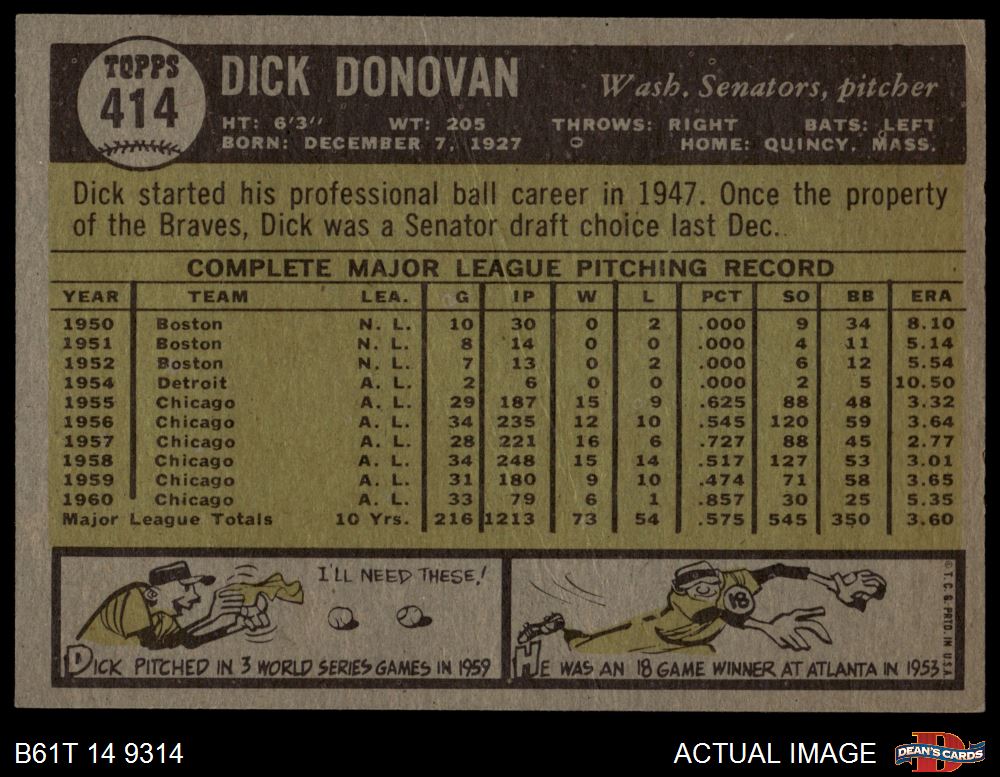 TOPPS
414
DICK DONOVAN
Wash. Senators, pitcher
HT: 6'3" WT: 205 THROWS: RIGHT BATS: LEFT
BORN: DECEMBER 7, 1927 HOME: QUINCY, MASS.
Dick started his professional ball career in 1947. Once the property
of the Braves, Dick was a Senator draft choice last Dec.
COMPLETE MAJOR LEAGUE PITCHING RECORD
YEAR TEAM LEA. G IP W L PCT SO BB ERA
1950 Boston N. L. 10 30 0 2 .000 9 34 8.10
1951 Boston N. L. 8 14 0 0 .000 4 11 5.14
1952 Boston N. L. 7 13 0 2 .000 6 12 5.54
1954 Detroit A. L. 2 6 0 0 .000 2 5 10.50
1955 Chicago A. L. 29 187 15 9 .625 88 48 3.32
1956 Chicago A. L. 34 235 12 10 .545 120 59 3.64
1957 Chicago A. L. 28 221 16 6 .727 88 45 2.77
1958 Chicago A. L. 34 248 15 14 .517 127 53 3.01
1959 Chicago A. L. 31 180 9 10 .474 71 58 3.65
1960 Chicago A. L. 33 79 6 1 .857 30 25 5.35
Major League Totals 10 Yrs. 216 1213 73 54 .575 545 350 3.60
I'LL NEED THESE!
DICK PITCHED IN 3 WORLD SERIES GAMES IN 1959
18
HE WAS AN 18 GAME WINNER AT ATLANTA IN 1953
© T. C. G. PRTD. IN U.S.A.
B61T 14 9314
ACTUAL IMAGE
D
DEAN'S CARDS